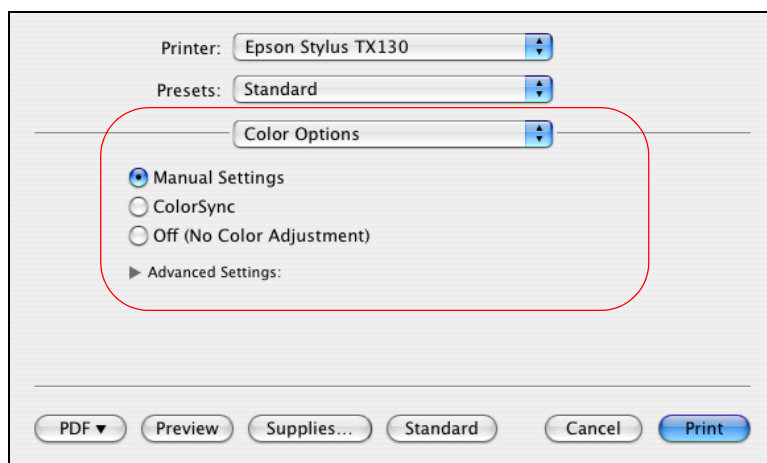 Printer: Epson Stylus TX130
Presets: Standard
Color Options
Manual Settings
ColorSync
Off (No Color Adjustment)
Advanced Settings:
PDF Preview Supplies... Standard Cancel Print